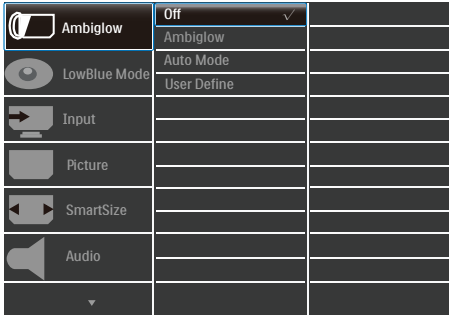 Ambiglow
LowBlue Mode
Input
Picture
SmartSize
Audio
Off
Ambiglow
Auto Mode
User Define